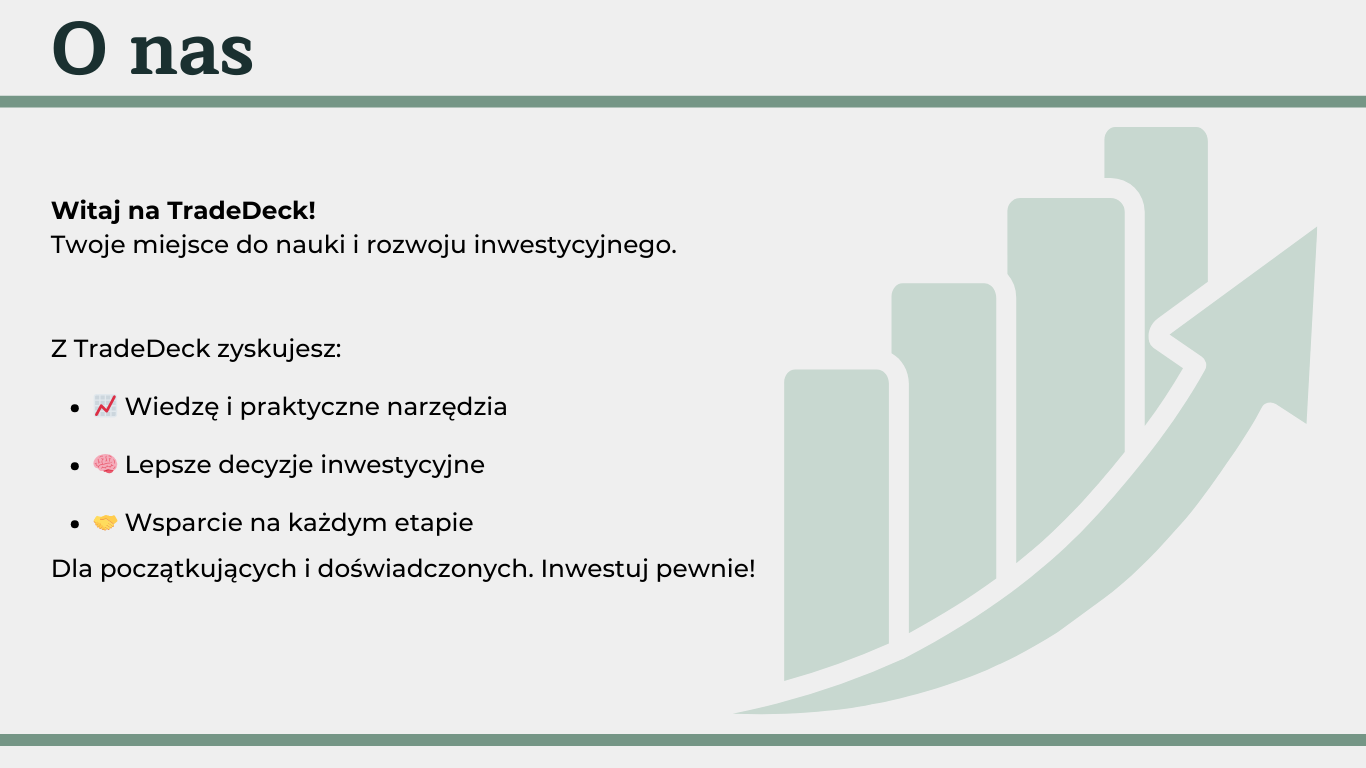 O nas
Witaj na TradeDeck!
Twoje miejsce do nauki i rozwoju inwestycyjnego.
Z TradeDeck zyskujesz:
• 📈 Wiedzę i praktyczne narzędzia
• 🧠 Lepsze decyzje inwestycyjne
• 🤝 Wsparcie na każdym etapie
Dla początkujących i doświadczonych. Inwestuj pewnie!